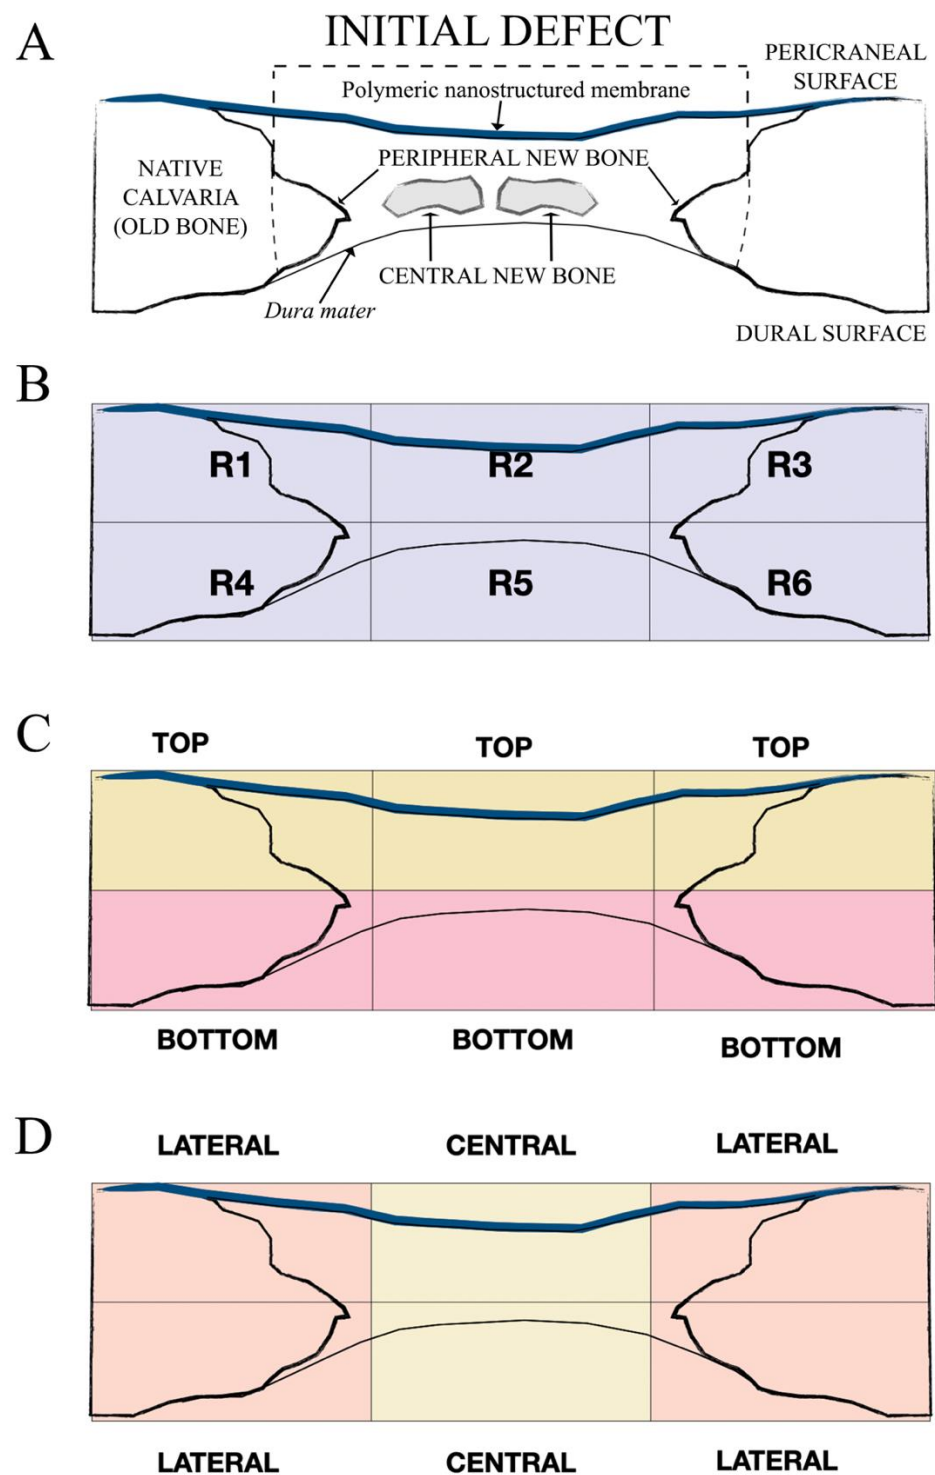 A
INITIAL DEFECT
PERICRANEAL
SURFACE
Polymeric nanostructured membrane
PERIPHERAL NEW BONE
NATIVE
CALVARIA
(OLD BONE)
CENTRAL NEW BONE
Dura mater
DURAL SURFACE
B
R1
R2
R3
R4
R5
R6
C
TOP
TOP
TOP
BOTTOM
BOTTOM
BOTTOM
D
LATERAL
CENTRAL
LATERAL
LATERAL
CENTRAL
LATERAL